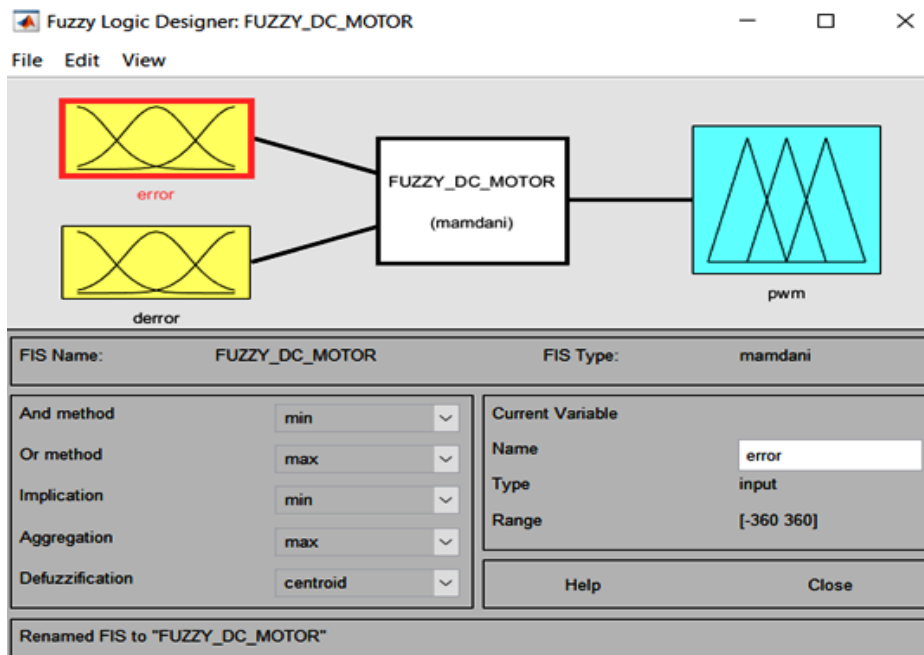 Fuzzy Logic Designer: FUZZY_DC_MOTOR
File Edit View
error
derror
FUZZY_DC_MOTOR
(mamdani)
pwm
FIS Name: FUZZY_DC_MOTOR FIS Type: mamdani
And method min
Or method max
Implication min
Aggregation max
Defuzzification centroid
Current Variable
Name error
Type input
Range [-360 360]
Help Close
Renamed FIS to "FUZZY_DC_MOTOR"